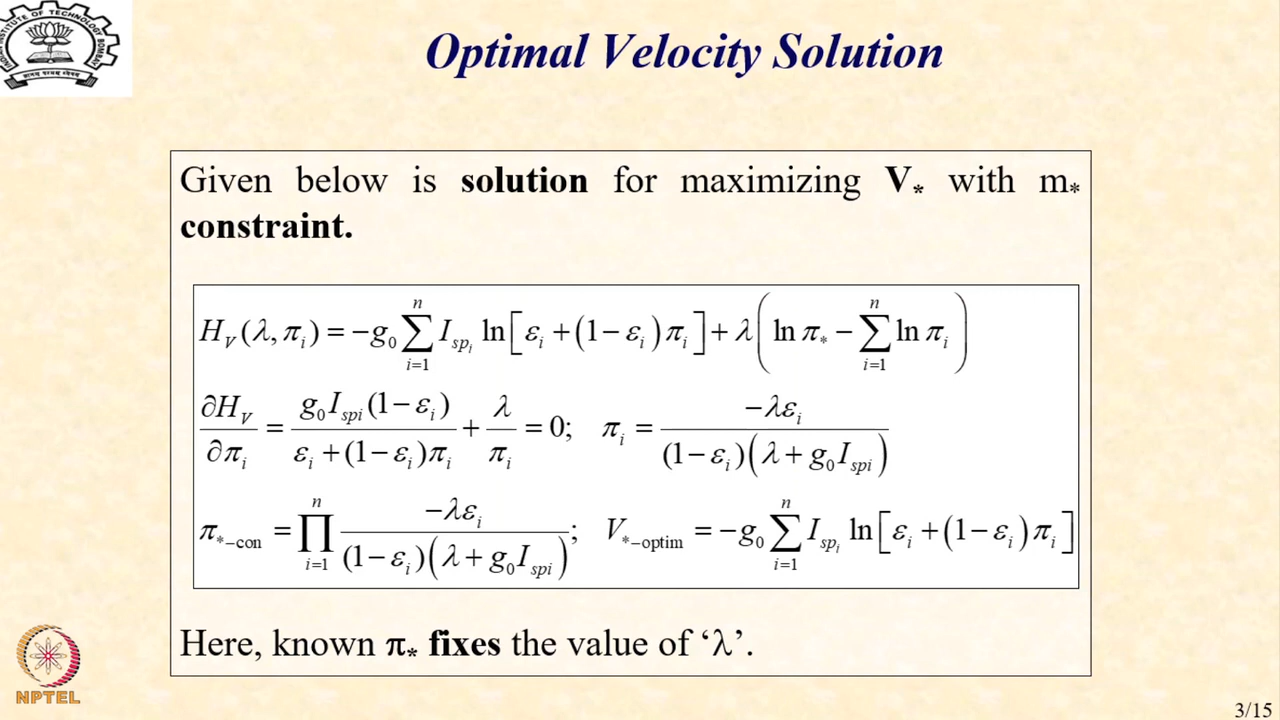 Optimal Velocity Solution
Given below is solution for maximizing V* with m*
constraint.
H_V(λ, π_i) = −g_0 ∑_{i=1}^{n} I_{sp_i} ln[ε_i + (1−ε_i)π_i] + λ(ln π_* − ∑_{i=1}^{n} ln π_i)
∂H_V/∂π_i = g_0 I_{spi}(1−ε_i)/(ε_i + (1−ε_i)π_i) + λ/π_i = 0; π_i = −λε_i/((1−ε_i)(λ + g_0 I_{spi}))
π_{*−con} = ∏_{i=1}^{n} −λε_i/((1−ε_i)(λ + g_0 I_{spi})); V_{*−optim} = −g_0 ∑_{i=1}^{n} I_{sp_i} ln[ε_i + (1−ε_i)π_i]
Here, known π* fixes the value of ‘λ’.
NPTEL
3/15